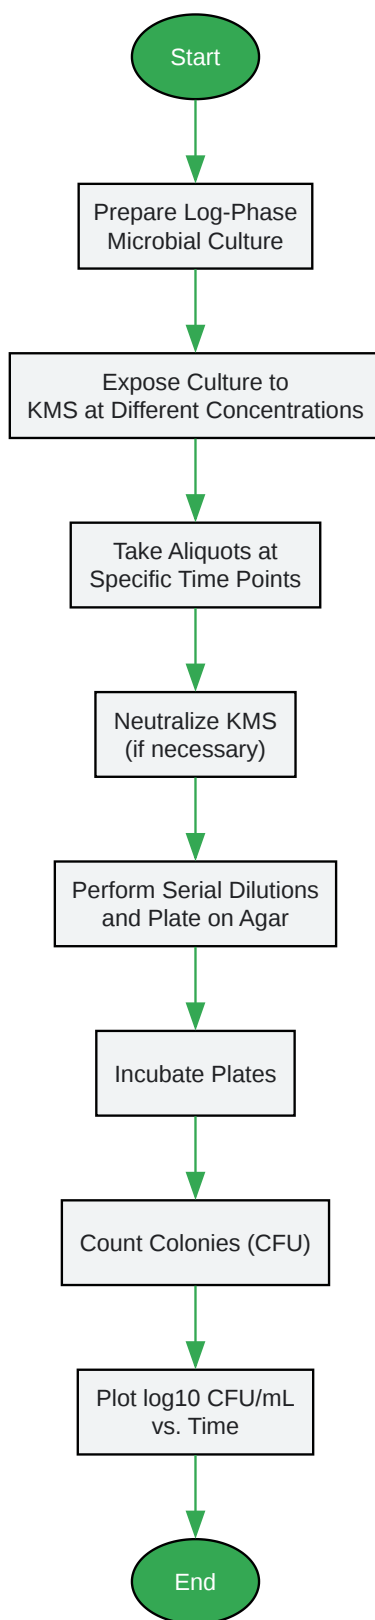 Start
Prepare Log-Phase
Microbial Culture
Expose Culture to
KMS at Different Concentrations
Take Aliquots at
Specific Time Points
Neutralize KMS
(if necessary)
Perform Serial Dilutions
and Plate on Agar
Incubate Plates
Count Colonies (CFU)
Plot log10 CFU/mL
vs. Time
End